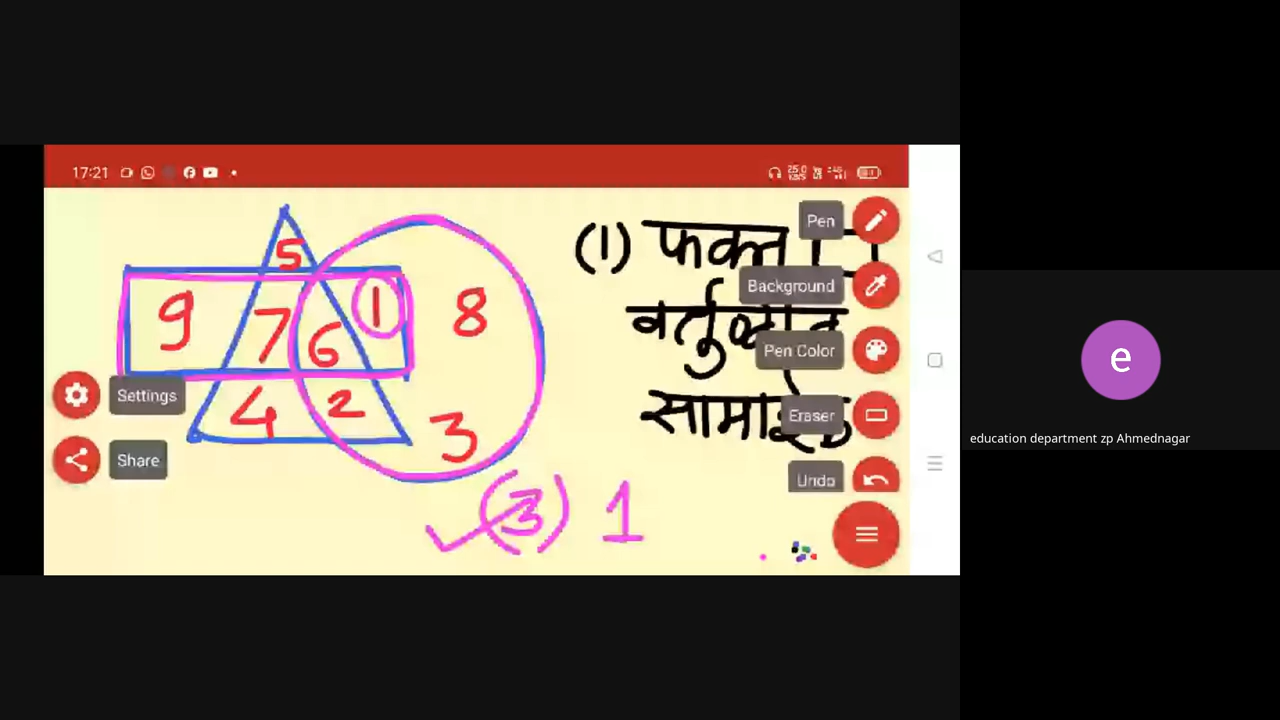 17:21
5
9 7 6 1 8
4 2 3
(3) 1
(1) फक्त
Pen
Background
Pen Color
Eraser
Undo
Settings
Share
e
education department zp Ahmednagar